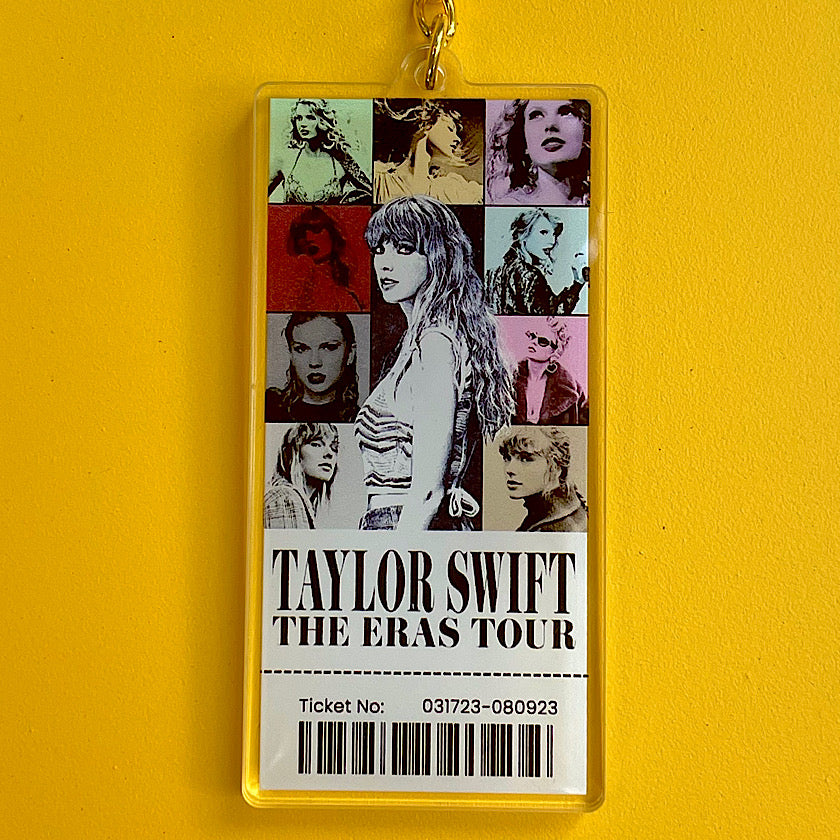 TAYLOR SWIFT
THE ERAS TOUR
Ticket No: 031723-080923